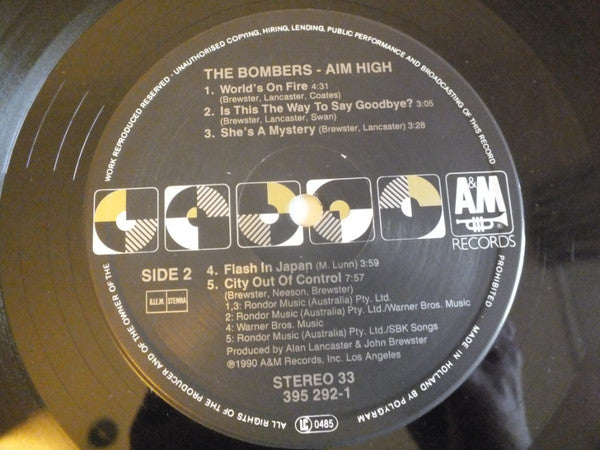 WORK REPRODUCED RESERVED - UNAUTHORISED COPYING, HIRING, LENDING, PUBLIC PERFORMANCE AND BROADCASTING OF THIS RECORD PROHIBITED
THE BOMBERS - AIM HIGH
1. World's On Fire 4:31
(Brewster, Lancaster, Coates)
2. Is This The Way To Say Goodbye? 3:05
(Brewster, Lancaster, Swan)
3. She's A Mystery (Brewster, Lancaster) 3:28
A&M
®
RECORDS
SIDE 2
B.I.E.M. STEMRA
4. Flash In Japan (M. Lunn) 3:59
5. City Out Of Control 7:57
(Brewster, Neeson, Brewster)
1,3: Rondor Music (Australia) Pty. Ltd.
2: Rondor Music (Australia) Pty. Ltd./Warner Bros. Music
4: Warner Bros. Music
5: Rondor Music (Australia) Pty. Ltd./SBK Songs
Produced by Alan Lancaster & John Brewster
℗1990 A&M Records, Inc. Los Angeles
STEREO 33
395 292-1
ALL RIGHTS OF THE PRODUCER AND OF THE OWNER OF THE
MADE IN HOLLAND BY POLYGRAM
LC 0485